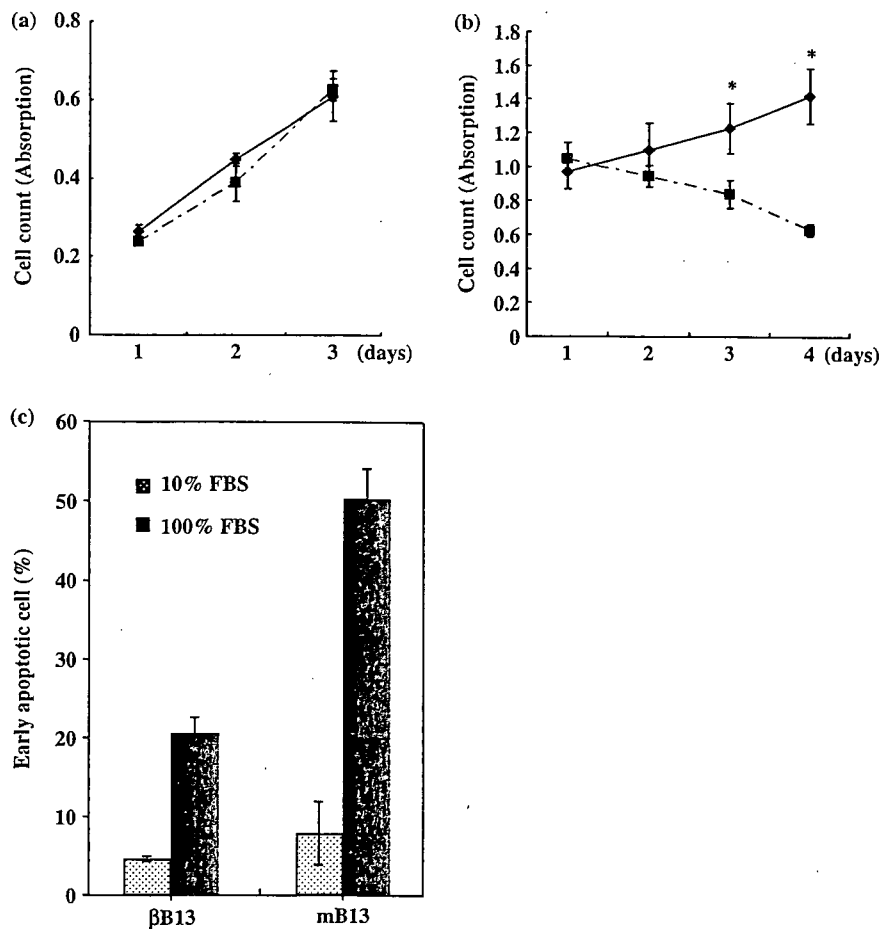 (a)
0.8
0.6
0.4
0.2
0
Cell count (Absorption)
1 2 3 (days)
(b)
1.8
1.6
1.4
1.2
1.0
0.8
0.6
0.4
0.2
0
Cell count (Absorption)
* *
1 2 3 4 (days)
(c)
60
50
40
30
20
10
0
Early apoptotic cell (%)
10% FBS
100% FBS
βB13 mB13